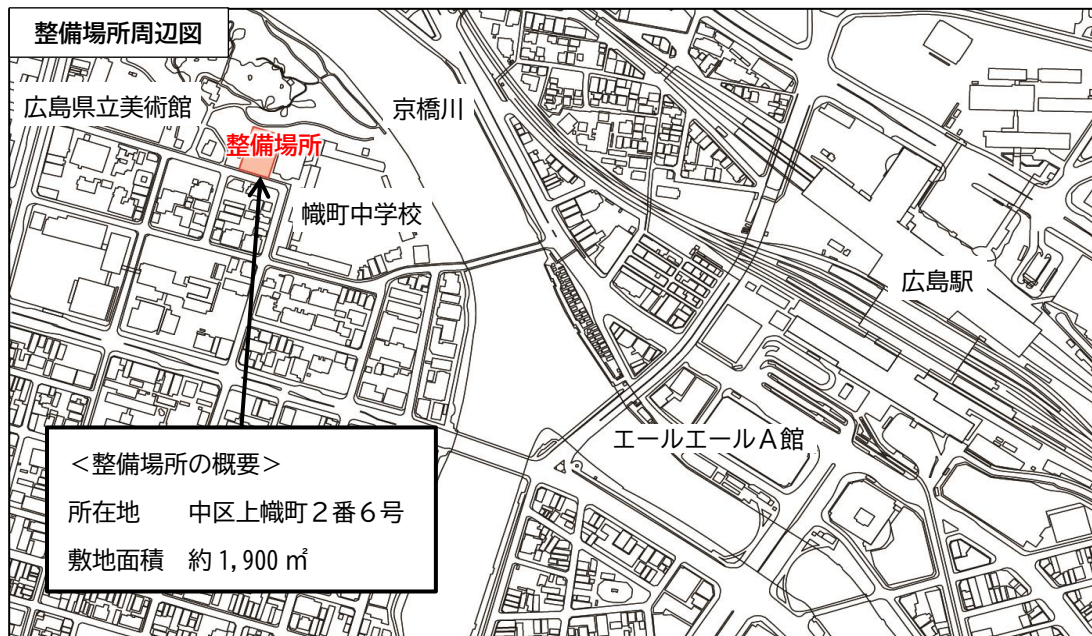 整備場所周辺図
広島県立美術館
京橋川
整備場所
幟町中学校
広島駅
エールエールA館
<整備場所の概要>
所在地 中区上幟町2番6号
敷地面積 約1,900㎡